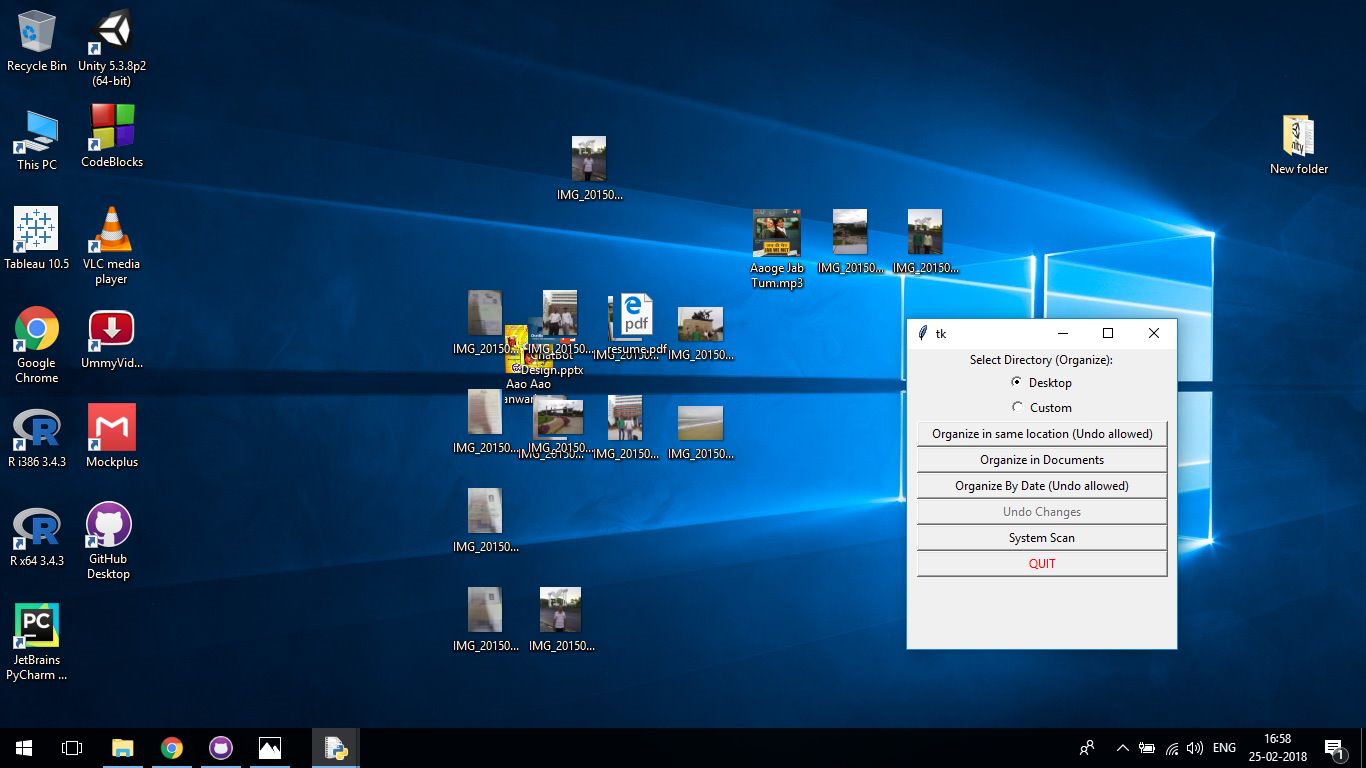 Recycle Bin
Unity 5.3.8p2
(64-bit)
This PC
CodeBlocks
Tableau 10.5
VLC media
player
Google
Chrome
UmmyVid...
R i386 3.4.3
Mockplus
R x64 3.4.3
GitHub
Desktop
PC
JetBrains
PyCharm ...
IMG_20150...
Aaoge Jab
Tum.mp3
IMG_20150...
IMG_20150...
New folder
IMG_20150...
IMG_20150...
pdf
resume.pdf
IMG_20150...
IMG_20150...
ChatBot
Design.pptx
Aao Aao
IMG_20150...
IMG_20150...
IMG_20150...
IMG_20150...
IMG_20150...
IMG_20150...
IMG_20150...
IMG_20150...
tk
Select Directory (Organize):
Desktop
Custom
Organize in same location (Undo allowed)
Organize in Documents
Organize By Date (Undo allowed)
Undo Changes
System Scan
QUIT
ENG
16:58
25-02-2018
1